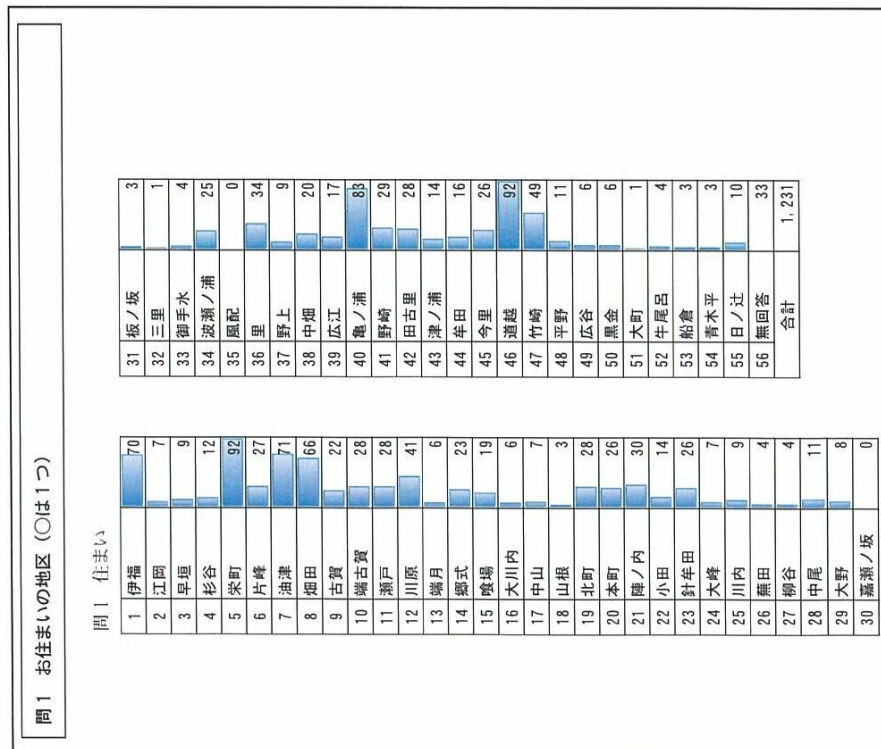 問1 お住まいの地区（○は１つ）
問1 住まい
1 伊福 70
2 江岡 7
3 早垣 9
4 杉谷 12
5 栄町 92
6 片峰 27
7 油津 71
8 畑田 66
9 古賀 22
10 端古賀 28
11 瀬戸 28
12 川原 41
13 端月 6
14 郷式 23
15 喰場 19
16 大川内 6
17 中山 7
18 山根 3
19 北町 28
20 本町 26
21 陣ノ内 30
22 小田 14
23 針牟田 26
24 大峰 7
25 川内 9
26 蕪田 4
27 柳谷 4
28 中尾 11
29 大野 8
30 嘉瀬ノ坂 0
31 板ノ坂 3
32 三里 1
33 御手水 4
34 波瀬ノ浦 25
35 風配 0
36 里 34
37 野上 9
38 中畑 20
39 広江 17
40 亀ノ浦 83
41 野崎 29
42 田古里 28
43 津ノ浦 14
44 牟田 16
45 今里 26
46 道越 92
47 竹崎 49
48 平野 11
49 広谷 6
50 黒金 6
51 大町 1
52 牛尾呂 4
53 船倉 3
54 青木平 3
55 日ノ辻 10
56 無回答 33
合計 1,231